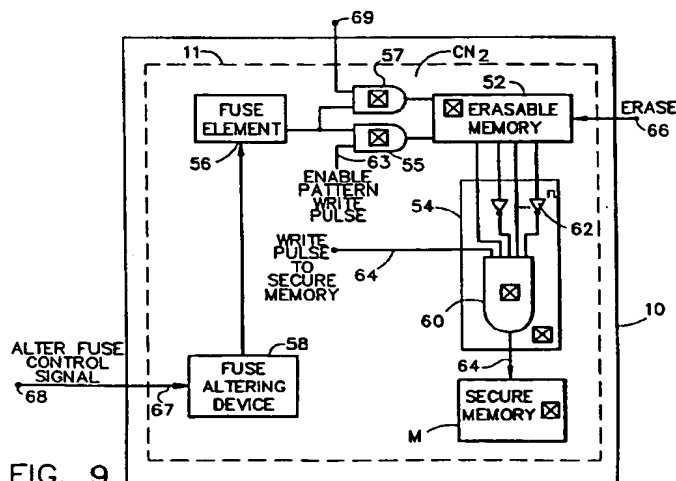 69
11
CN2
57
52
FUSE
ELEMENT
ERASABLE
MEMORY
ERASE
66
56
63
55
ENABLE
PATTERN
WRITE
PULSE
54
n
62
WRITE
PULSE
TO
SECURE
MEMORY
64
60
10
58
64
ALTER FUSE
CONTROL
SIGNAL
FUSE
ALTERING
DEVICE
68
67
SECURE
MEMORY
M
FIG. 9